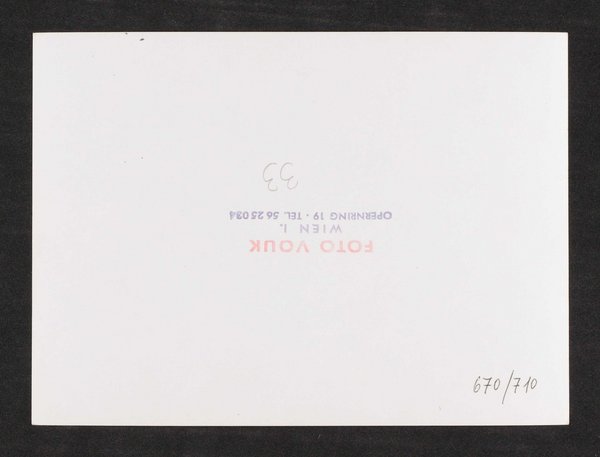 FOTO VOUK
WIEN I.
OPERNRING 19 · TEL. 56 25 034
33
670/710